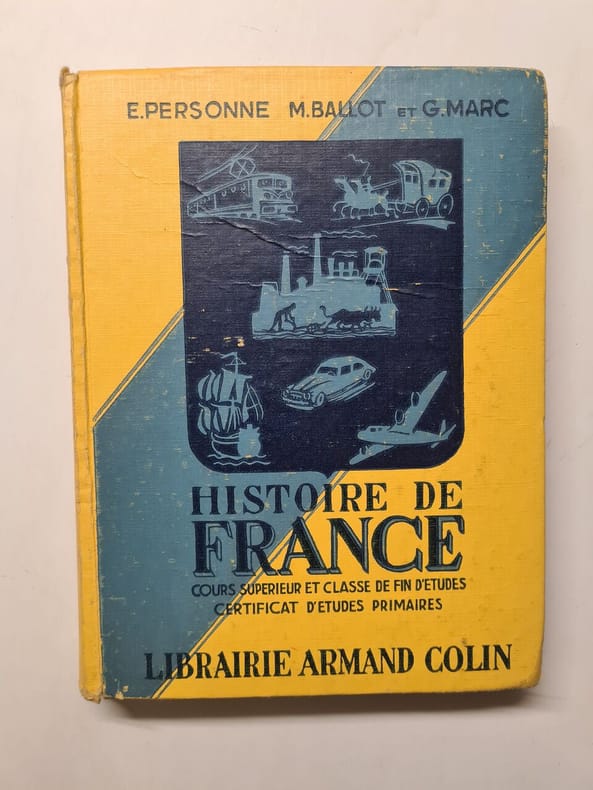 E.PERSONNE M.BALLOT ET G.MARC
HISTOIRE DE
FRANCE
COURS SUPERIEUR ET CLASSE DE FIN D'ETUDES
CERTIFICAT D'ETUDES PRIMAIRES
LIBRAIRIE ARMAND COLIN